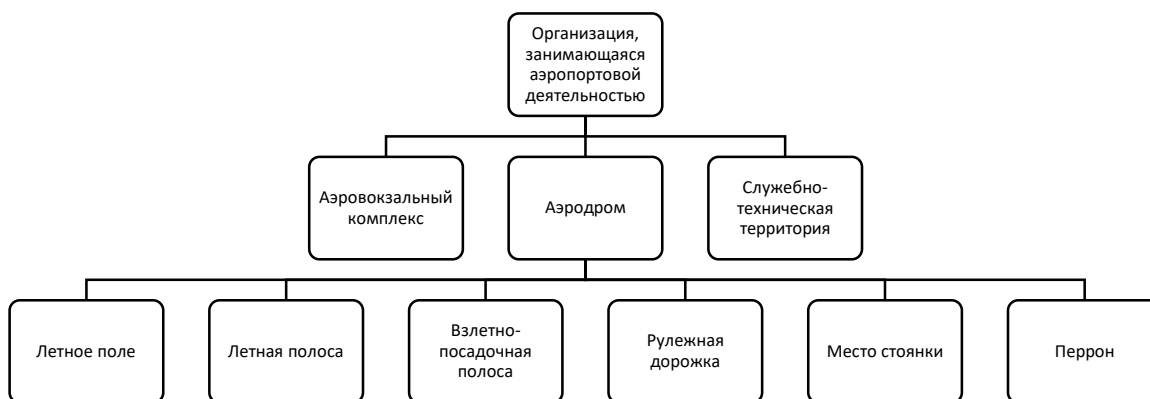 Организация,
занимающаяся
аэропортовой
деятельностью
Аэровокзальный
комплекс
Аэродром
Служебно-
техническая
территория
Летное поле
Летная полоса
Взлетно-
посадочная
полоса
Рулежная
дорожка
Место стоянки
Перрон